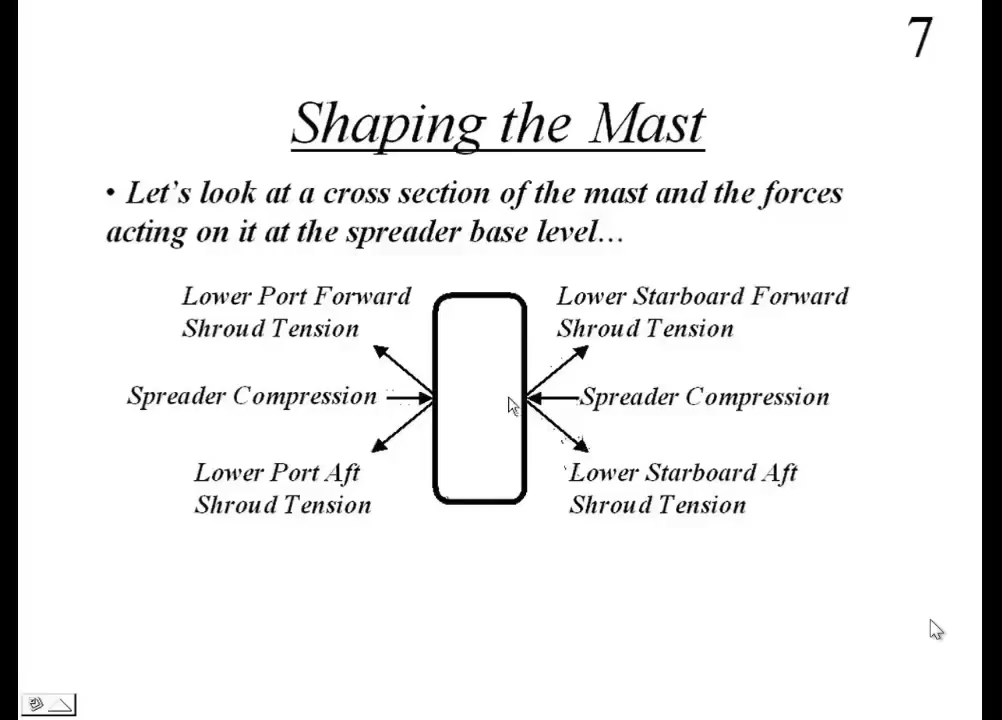 7
Shaping the Mast
• Let's look at a cross section of the mast and the forces
acting on it at the spreader base level…
Lower Port Forward
Shroud Tension
Lower Starboard Forward
Shroud Tension
Spreader Compression
Spreader Compression
Lower Port Aft
Shroud Tension
Lower Starboard Aft
Shroud Tension